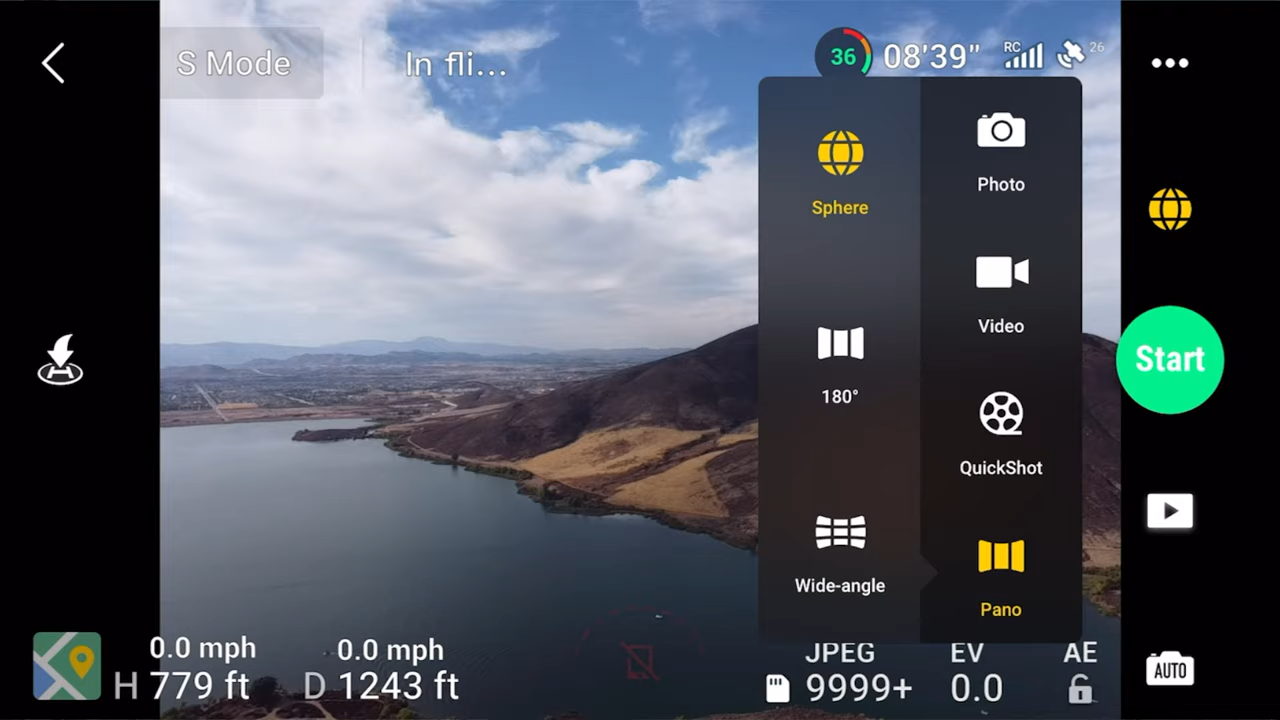 S Mode
In fli...
36
08'39"
RC
26
Sphere
Photo
180°
Video
QuickShot
Wide-angle
Pano
Start
0.0 mph
0.0 mph
H 779 ft
D 1243 ft
JPEG
9999+
EV
0.0
AE
AUTO